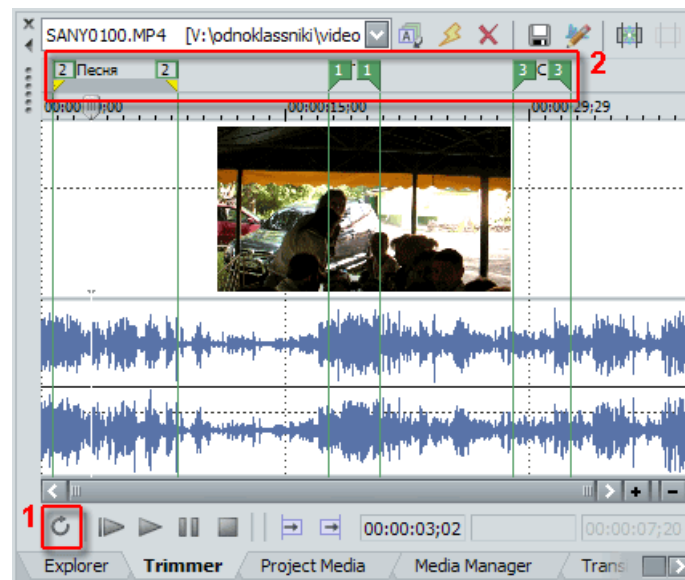 SANY0100.MP4 [V:\odnoklassniki\video
2 Песня 2 1 1 3 С 3 2
00:00:00;00 00:00:15;00 00:00:29;29
1
00:00:03;02 00:00:07;20
Explorer Trimmer Project Media Media Manager Trans